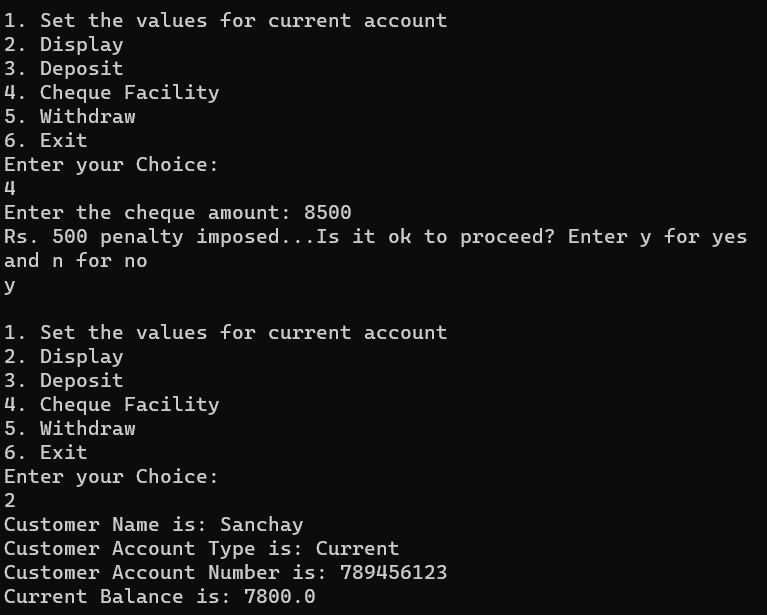 1. Set the values for current account
2. Display
3. Deposit
4. Cheque Facility
5. Withdraw
6. Exit
Enter your Choice:
4
Enter the cheque amount: 8500
Rs. 500 penalty imposed...Is it ok to proceed? Enter y for yes
and n for no
y
1. Set the values for current account
2. Display
3. Deposit
4. Cheque Facility
5. Withdraw
6. Exit
Enter your Choice:
2
Customer Name is: Sanchay
Customer Account Type is: Current
Customer Account Number is: 789456123
Current Balance is: 7800.0